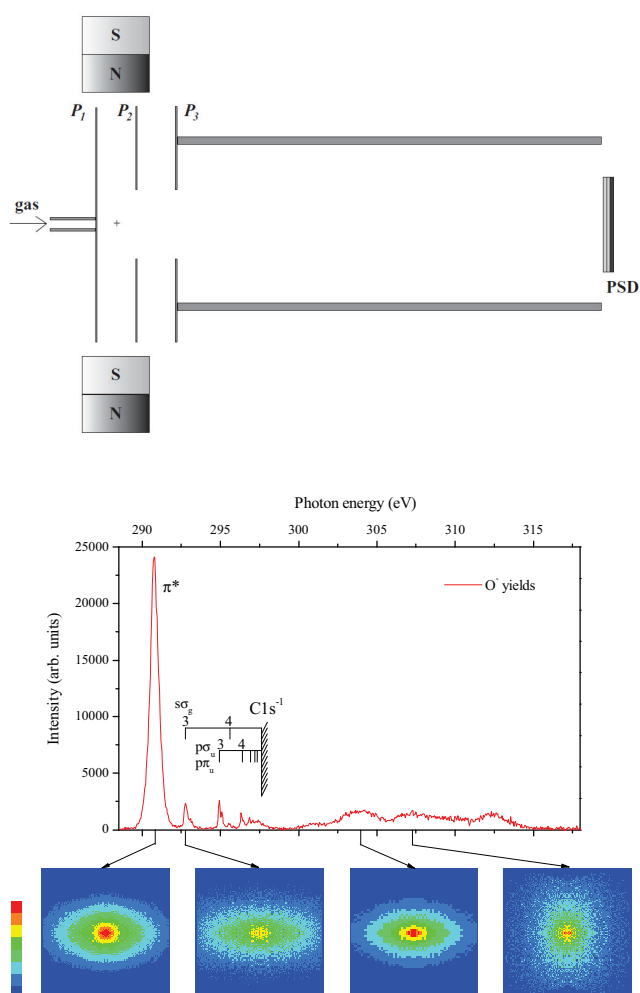 S
N
P₁ P₂ P₃
gas
PSD
S
N
Photon energy (eV)
290 295 300 305 310 315
25000
20000
15000
10000
5000
0
Intensity (arb. units)
π*
O⁻ yields
sσg
3 4
C1s⁻¹
pσu
pπu
3 4